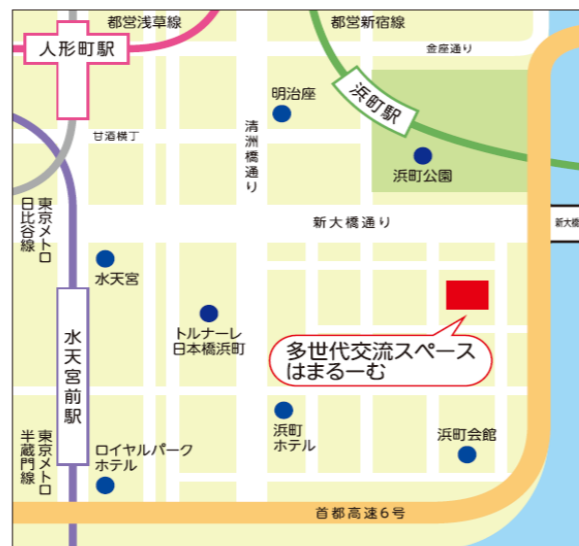 都営浅草線
都営新宿線
人形町駅
金座通り
明治座
浜町駅
清洲橋通り
甘酒横丁
浜町公園
東京メトロ
日比谷線
新大橋通り
新大橋
水天宮
トルナーレ
日本橋浜町
水天宮前駅
多世代交流スペース
はまるーむ
浜町
ホテル
浜町会館
東京メトロ
半蔵門線
ロイヤルパーク
ホテル
首都高速6号